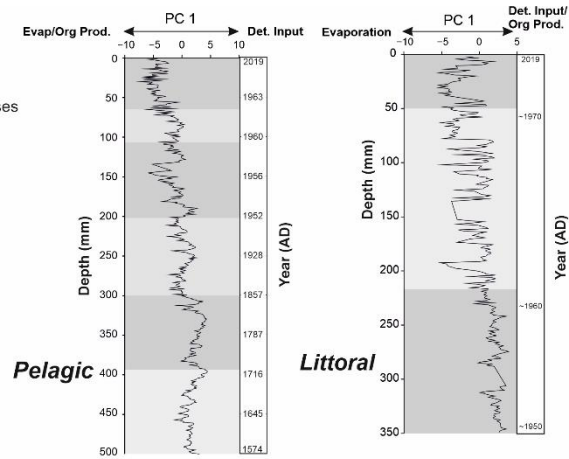 ses
Evap/Org Prod.
PC 1
Det. Input
−10 −5 0 5 10
0
50
100
150
200
250
300
350
400
450
500
Depth (mm)
2019
1963
1960
1956
1952
1928
1857
1787
1716
1645
1574
Year (AD)
Pelagic
Evaporation
PC 1
Det. Input/
Org Prod.
−10 −5 0 5
0
50
100
150
200
250
300
350
Depth (mm)
2019
~1970
~1960
~1950
Year (AD)
Littoral